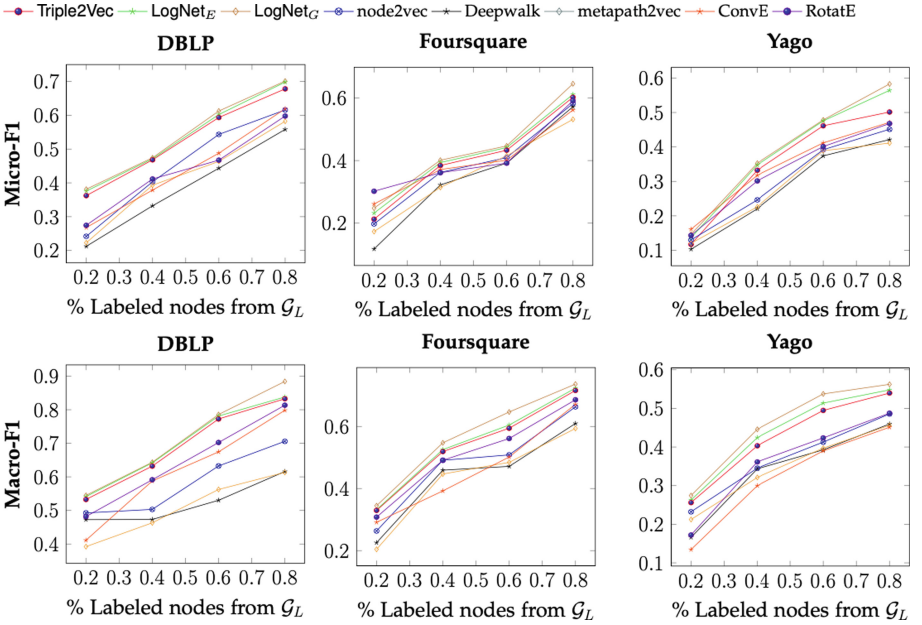 Triple2Vec LogNet_E LogNet_G node2vec Deepwalk metapath2vec ConvE RotatE
DBLP Foursquare Yago
Micro-F1
0.7
0.6
0.5
0.4
0.3
0.2
0.2 0.3 0.4 0.5 0.6 0.7 0.8
% Labeled nodes from 𝒢_L
0.6
0.4
0.2
0.2 0.3 0.4 0.5 0.6 0.7 0.8
% Labeled nodes from 𝒢_L
0.6
0.5
0.4
0.3
0.2
0.1
0.2 0.3 0.4 0.5 0.6 0.7 0.8
% Labeled nodes from 𝒢_L
DBLP Foursquare Yago
Macro-F1
0.9
0.8
0.7
0.6
0.5
0.4
0.2 0.3 0.4 0.5 0.6 0.7 0.8
% Labeled nodes from 𝒢_L
0.6
0.4
0.2
0.2 0.3 0.4 0.5 0.6 0.7 0.8
% Labeled nodes from 𝒢_L
0.6
0.5
0.4
0.3
0.2
0.1
0.2 0.3 0.4 0.5 0.6 0.7 0.8
% Labeled nodes from 𝒢_L